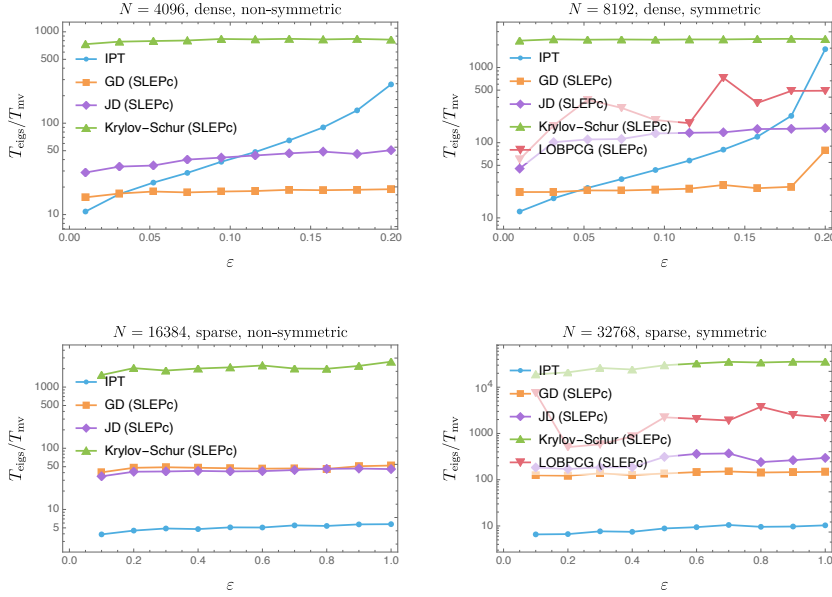 N = 4096, dense, non-symmetric
1000
500
100
50
10
0.00 0.05 0.10 0.15 0.20
T_eigs/T_mv
ε
IPT
GD (SLEPc)
JD (SLEPc)
Krylov-Schur (SLEPc)
N = 8192, dense, symmetric
1000
500
100
50
10
0.00 0.05 0.10 0.15 0.20
T_eigs/T_mv
ε
IPT
GD (SLEPc)
JD (SLEPc)
Krylov-Schur (SLEPc)
LOBPCG (SLEPc)
N = 16384, sparse, non-symmetric
1000
500
100
50
10
5
0.0 0.2 0.4 0.6 0.8 1.0
T_eigs/T_mv
ε
IPT
GD (SLEPc)
JD (SLEPc)
Krylov-Schur (SLEPc)
N = 32768, sparse, symmetric
10^4
1000
100
10
0.0 0.2 0.4 0.6 0.8 1.0
T_eigs/T_mv
ε
IPT
GD (SLEPc)
JD (SLEPc)
Krylov-Schur (SLEPc)
LOBPCG (SLEPc)